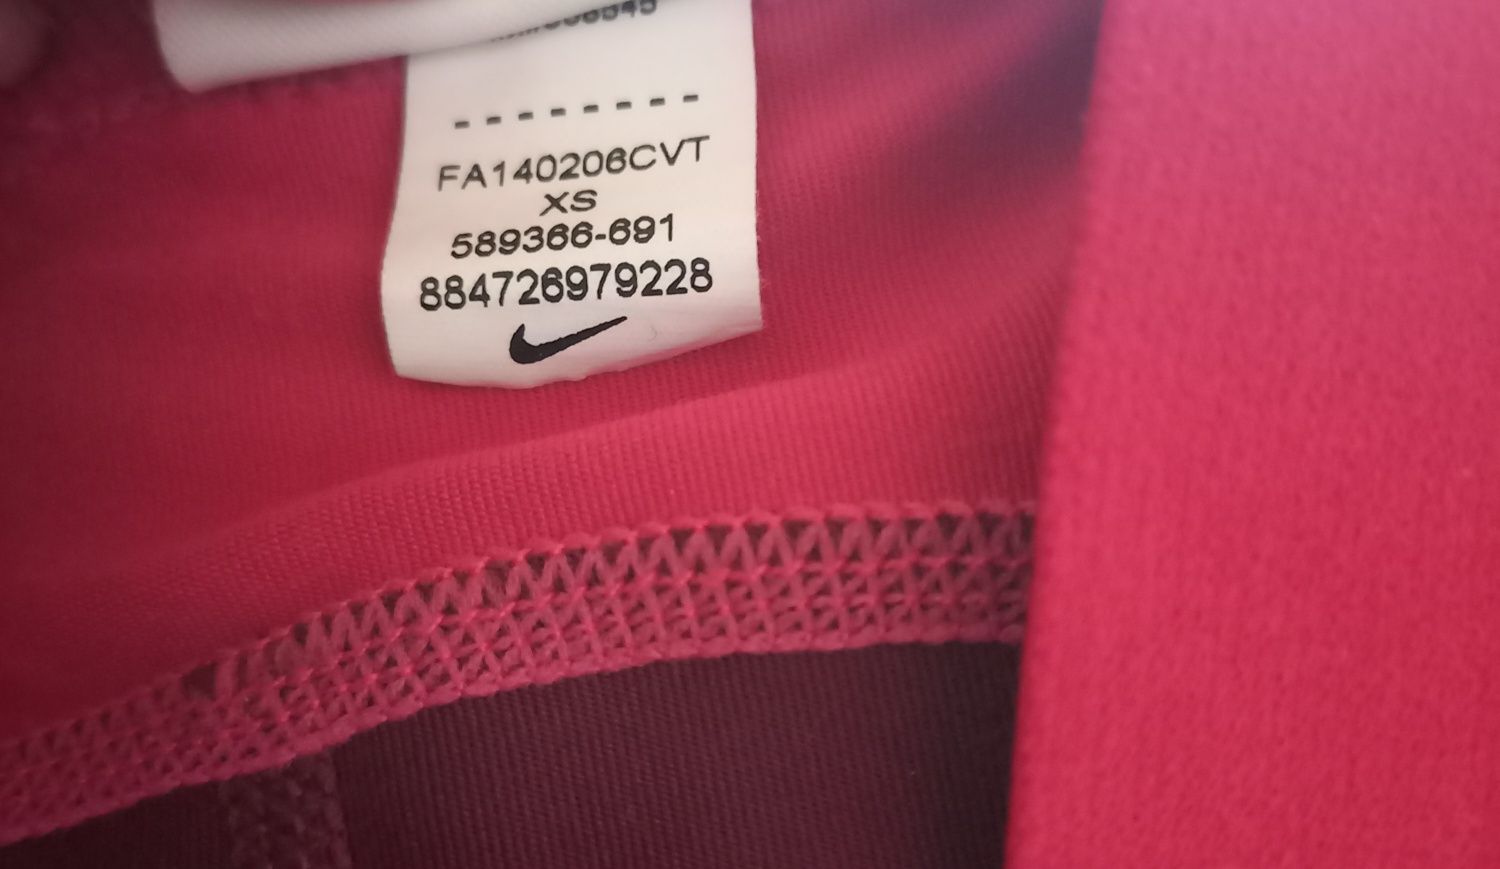 - - - - - - - -
FA140206CVT
XS
589366-691
884726979228